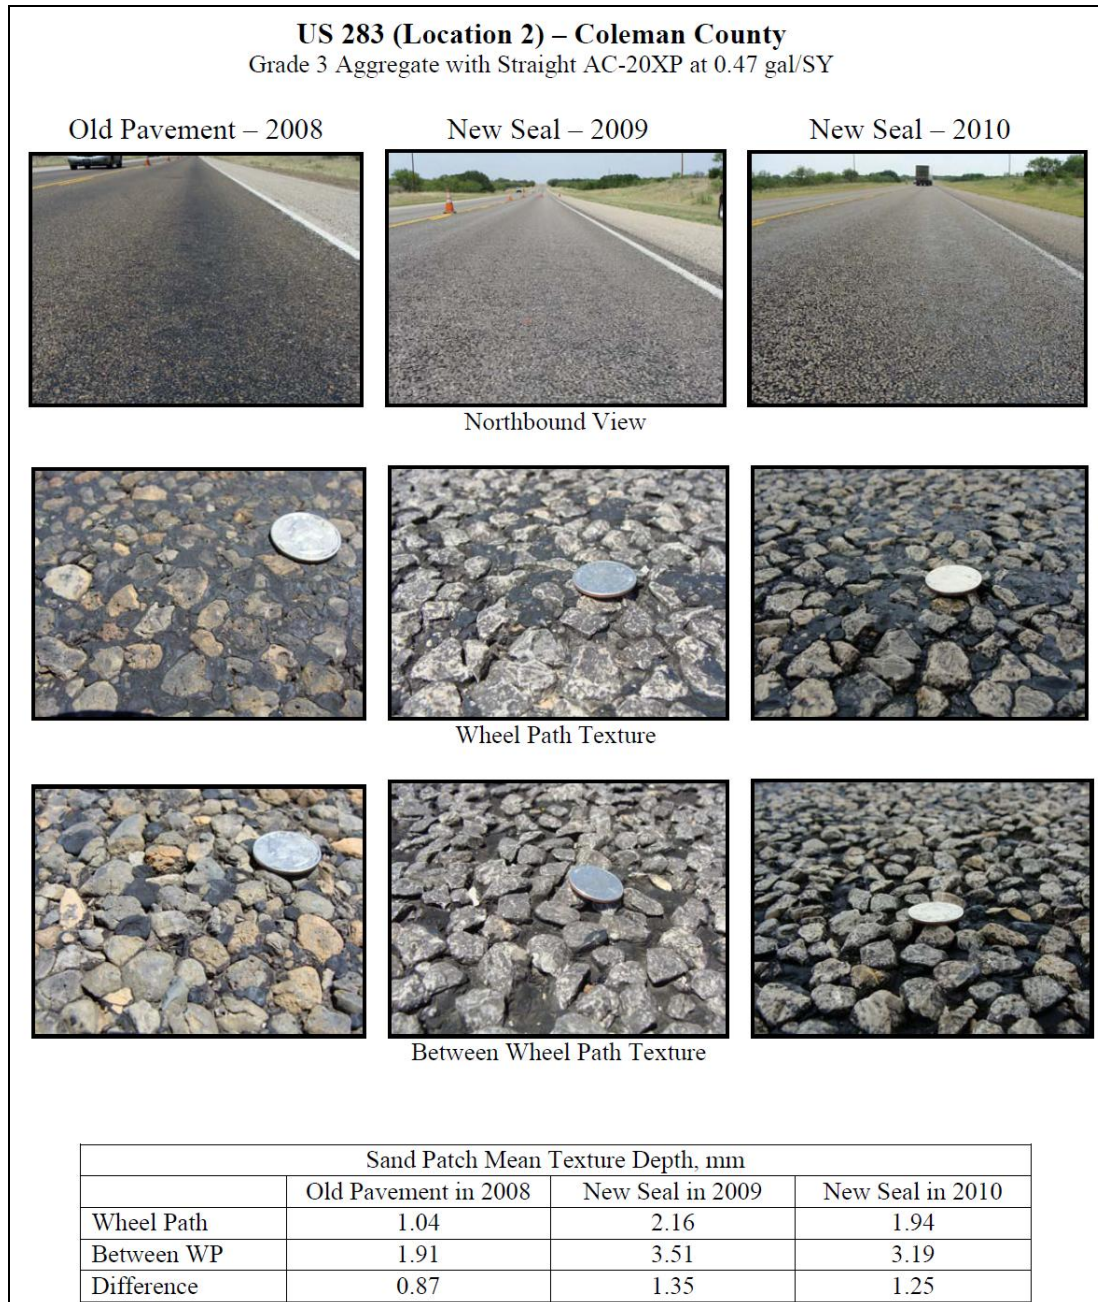 US 283 (Location 2) – Coleman County
Grade 3 Aggregate with Straight AC-20XP at 0.47 gal/SY
Old Pavement – 2008 New Seal – 2009 New Seal – 2010
Northbound View
Wheel Path Texture
Between Wheel Path Texture
Sand Patch Mean Texture Depth, mm
Old Pavement in 2008 New Seal in 2009 New Seal in 2010
Wheel Path 1.04 2.16 1.94
Between WP 1.91 3.51 3.19
Difference 0.87 1.35 1.25